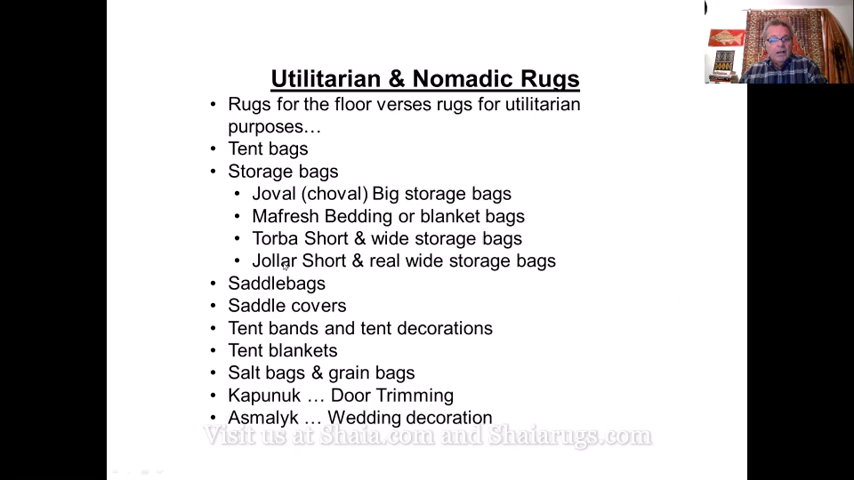 Utilitarian & Nomadic Rugs
• Rugs for the floor verses rugs for utilitarian
purposes…
• Tent bags
• Storage bags
• Joval (choval) Big storage bags
• Mafresh Bedding or blanket bags
• Torba Short & wide storage bags
• Jollar Short & real wide storage bags
• Saddlebags
• Saddle covers
• Tent bands and tent decorations
• Tent blankets
• Salt bags & grain bags
• Kapunuk … Door Trimming
• Asmalyk … Wedding decoration
Visit us at Shaia.com and Shaiarugs.com